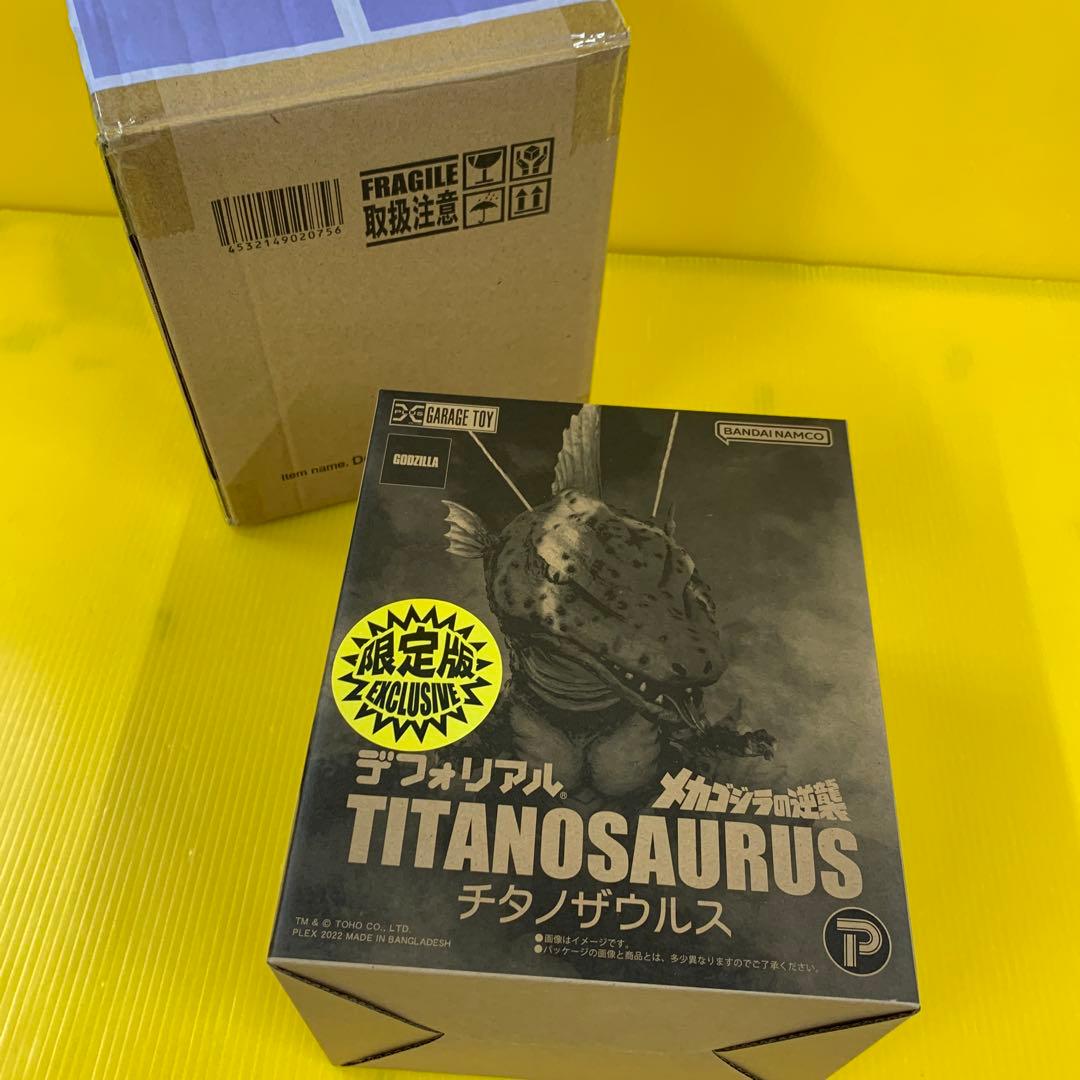 FRAGILE
取扱注意
4532149020756
Item name. D
PLEX GARAGE TOY
BANDAI NAMCO
GODZILLA
限定版
EXCLUSIVE
デフォリアル®
メカゴジラの逆襲
TITANOSAURUS
チタノザウルス
TM & © TOHO CO., LTD.
PLEX 2022 MADE IN BANGLADESH
●画像はイメージです。
●パッケージの画像と商品とは、多少異なりますのでご了承ください。
P